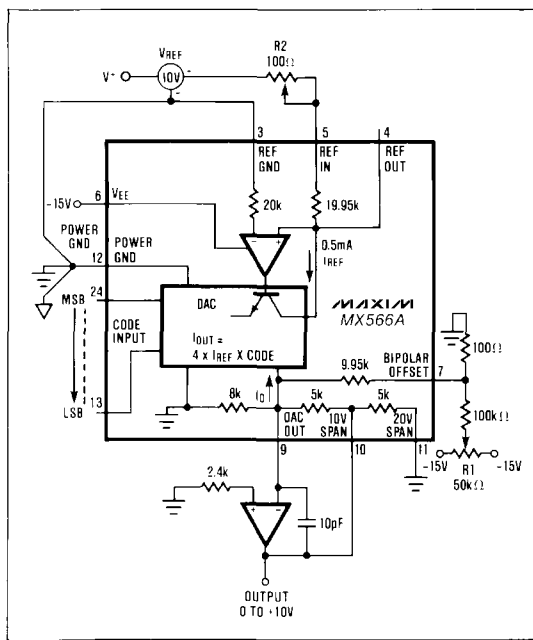 R2
100Ω
VREF
V+
10V
3
5
4
REF
GND
REF
IN
REF
OUT
-15V
6
VEE
20k
19.95k
POWER
GND
12
POWER
GND
0.5mA
IREF
24
MSB
DAC
MAXIM
MX566A
CODE
INPUT
IOUT =
4 x IREF x CODE
100Ω
BIPOLAR
OFFSET
7
9.95k
LSB
13
8k
IO
5k
5k
100kΩ
DAC
OUT
10V
SPAN
20V
SPAN
-15V
-15V
R1
50kΩ
9
10
11
2.4k
10pF
OUTPUT
0 TO +10V